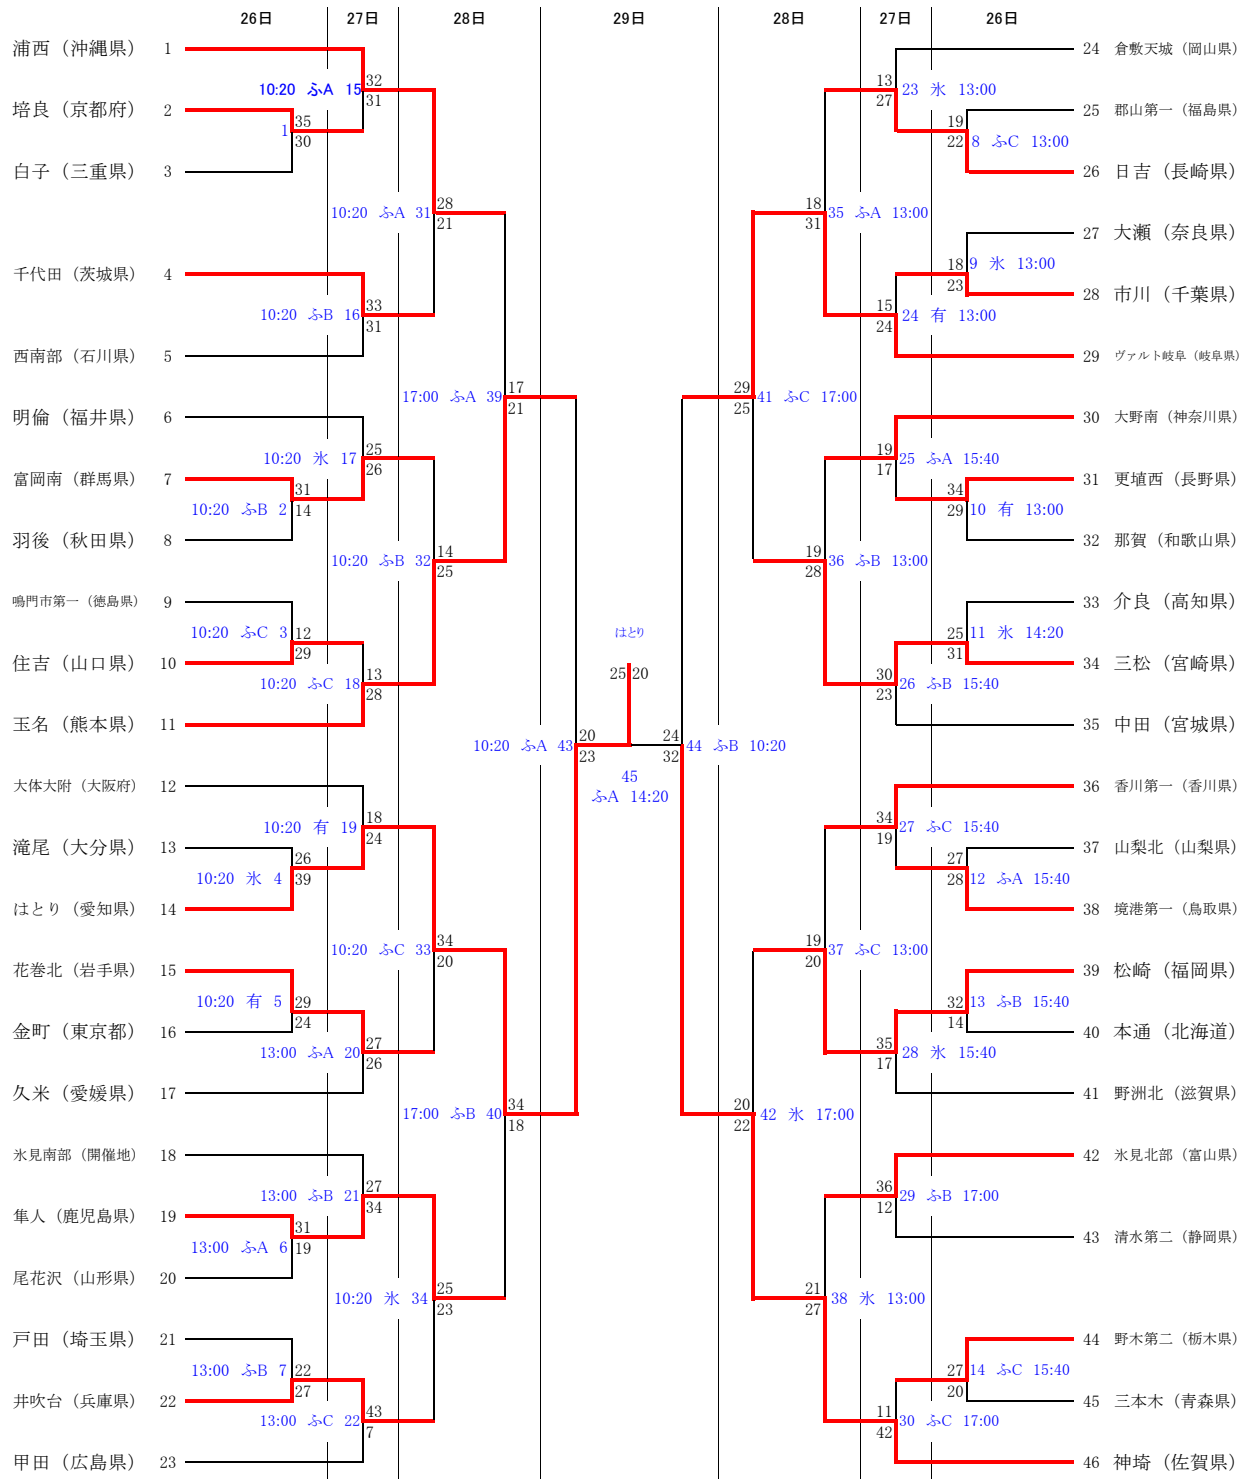 26日 27日 28日 29日 28日 27日 26日
浦西（沖縄県） 1
10:20 ふA 15
32
31
培良（京都府） 2
1
35
30
白子（三重県） 3
10:20 ふA 31
28
21
千代田（茨城県） 4
10:20 ふB 16
33
31
西南部（石川県） 5
17:00 ふA 39
17
21
明倫（福井県） 6
10:20 氷 17
25
26
富岡南（群馬県） 7
10:20 ふB 2
31
14
羽後（秋田県） 8
10:20 ふB 32
14
25
鳴門市第一（徳島県） 9
10:20 ふC 3
12
29
住吉（山口県） 10
10:20 ふC 18
13
28
玉名（熊本県） 11
10:20 ふA 43
20
23
大体大附（大阪府） 12
10:20 有 19
18
24
滝尾（大分県） 13
10:20 氷 4
26
39
はとり（愛知県） 14
10:20 ふC 33
34
20
花巻北（岩手県） 15
10:20 有 5
29
24
金町（東京都） 16
13:00 ふA 20
27
26
久米（愛媛県） 17
17:00 ふB 40
34
18
氷見南部（開催地） 18
13:00 ふB 21
27
34
隼人（鹿児島県） 19
13:00 ふA 6
31
19
尾花沢（山形県） 20
10:20 氷 34
25
23
戸田（埼玉県） 21
13:00 ふB 7
22
27
井吹台（兵庫県） 22
13:00 ふC 22
43
7
甲田（広島県） 23
はとり
25 20
45
ふA 14:20
24 倉敷天城（岡山県）
13
27
23 氷 13:00
25 郡山第一（福島県）
19
22
8 ふC 13:00
26 日吉（長崎県）
18
31
35 ふA 13:00
27 大瀬（奈良県）
18
23
9 氷 13:00
28 市川（千葉県）
15
24
24 有 13:00
29 ヴァルト岐阜（岐阜県）
29
25
41 ふC 17:00
30 大野南（神奈川県）
19
17
25 ふA 15:40
31 更埴西（長野県）
34
29
10 有 13:00
32 那賀（和歌山県）
19
28
36 ふB 13:00
33 介良（高知県）
25
31
11 氷 14:20
34 三松（宮崎県）
30
23
26 ふB 15:40
35 中田（宮城県）
24
32
44 ふB 10:20
36 香川第一（香川県）
34
19
27 ふC 15:40
37 山梨北（山梨県）
27
28
12 ふA 15:40
38 境港第一（鳥取県）
19
20
37 ふC 13:00
39 松崎（福岡県）
32
14
13 ふB 15:40
40 本通（北海道）
35
17
28 氷 15:40
41 野洲北（滋賀県）
20
22
42 氷 17:00
42 氷見北部（富山県）
36
12
29 ふB 17:00
43 清水第二（静岡県）
21
27
38 氷 13:00
44 野木第二（栃木県）
27
20
14 ふC 15:40
45 三本木（青森県）
11
42
30 ふC 17:00
46 神埼（佐賀県）